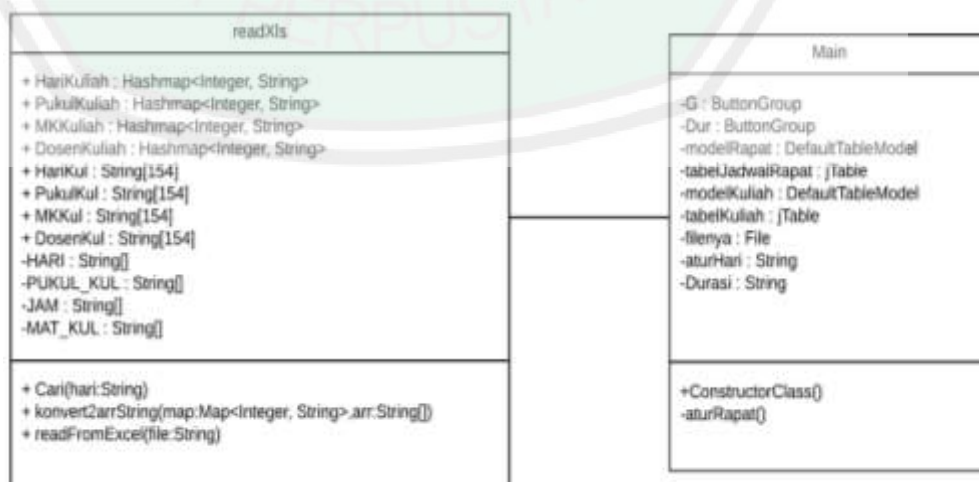 readXls
+ HariKuliah : Hashmap<Integer, String>
+ PukulKuliah : Hashmap<Integer, String>
+ MKKuliah : Hashmap<Integer, String>
+ DosenKuliah : Hashmap<Integer, String>
+ HariKul : String[154]
+ PukulKul : String[154]
+ MKKul : String[154]
+ DosenKul : String[154]
-HARI : String[]
-PUKUL_KUL : String[]
-JAM : String[]
-MAT_KUL : String[]
+ Cari(hari:String)
+ konvert2arrString(map:Map<Integer, String>,arr:String[])
+ readFromExcel(file:String)
Main
-G : ButtonGroup
-Dur : ButtonGroup
-modelRapat : DefaultTableModel
-tabelJadwalRapat : jTable
-modelKuliah : DefaultTableModel
-tabelKuliah : jTable
-filenya : File
-aturHari : String
-Durasi : String
+ConstructorClass()
-aturRapat()